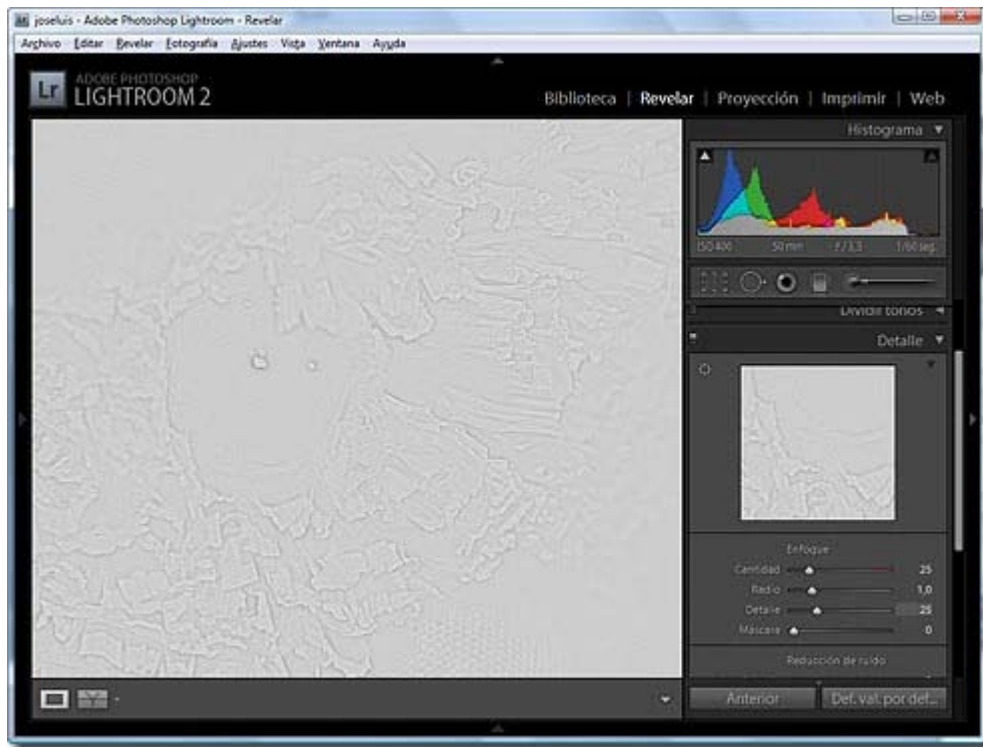 joseluis - Adobe Photoshop Lightroom - Revelar
Archivo Editar Revelar Fotografía Ajustes Vista Ventana Ayuda
Lr
ADOBE PHOTOSHOP
LIGHTROOM 2
Biblioteca | Revelar | Proyección | Imprimir | Web
Histograma
ISO 400 50 mm f / 3,3 1/60 seg.
Dividir tonos
Detalle
Enfoque
Cantidad 25
Radio 1,0
Detalle 25
Máscara 0
Reducción de ruido
Anterior Def. val. por def...